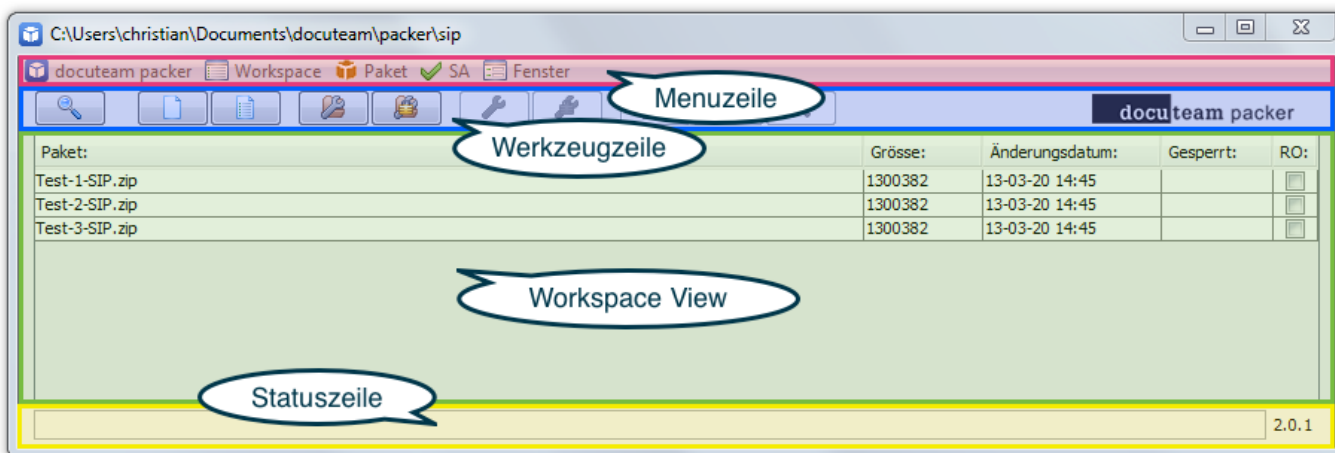 C:\Users\christian\Documents\docuteam\packer\sip
docuteam packer Workspace Paket SA Fenster
Menuzeile
docuteam packer
Werkzeugzeile
Paket: Grösse: Änderungsdatum: Gesperrt: RO:
Test-1-SIP.zip 1300382 13-03-20 14:45
Test-2-SIP.zip 1300382 13-03-20 14:45
Test-3-SIP.zip 1300382 13-03-20 14:45
Workspace View
Statuszeile
2.0.1